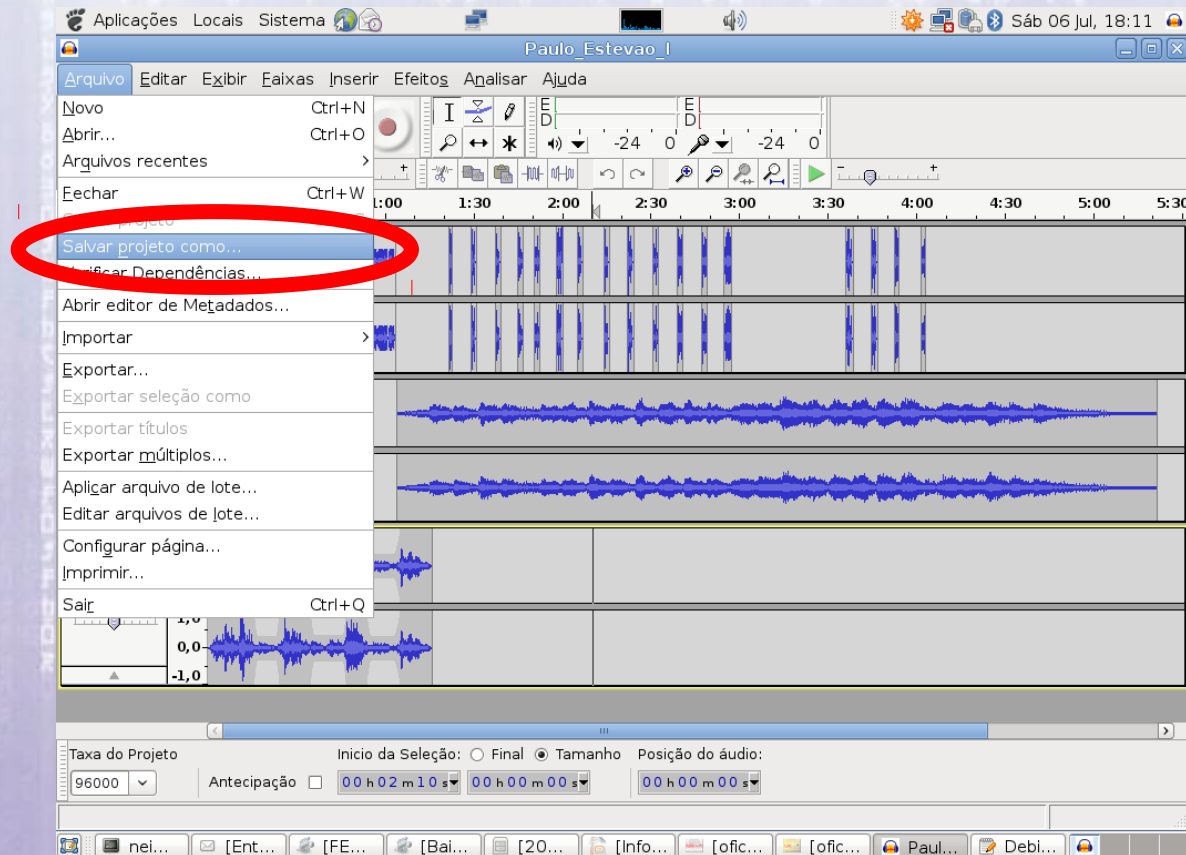 Aplicações Locais Sistema Sáb 06 Jul, 18:11
Paulo_Estevao_I
Arquivo Editar Exibir Faixas Inserir Efeitos Analisar Ajuda
Novo Ctrl+N
Abrir... Ctrl+O
Arquivos recentes
Fechar Ctrl+W
projeto
Salvar projeto como...
Verificar Dependências...
Abrir editor de Metadados...
Importar
Exportar...
Exportar seleção como
Exportar títulos
Exportar múltiplos...
Aplicar arquivo de lote...
Editar arquivos de lote...
Configurar página...
Imprimir...
Sair Ctrl+Q
E E
D D
-24 0 -24 0
1:00 1:30 2:00 2:30 3:00 3:30 4:00 4:30 5:00 5:30
1,0
0,0
-1,0
Taxa do Projeto Inicio da Seleção: Final Tamanho Posição do áudio:
96000 Antecipação 00 h 02 m 10 s 00 h 00 m 00 s 00 h 00 m 00 s
nei... [Ent... [FE... [Bai... [20... [Info... [ofic... [ofic... Paul... Debi...